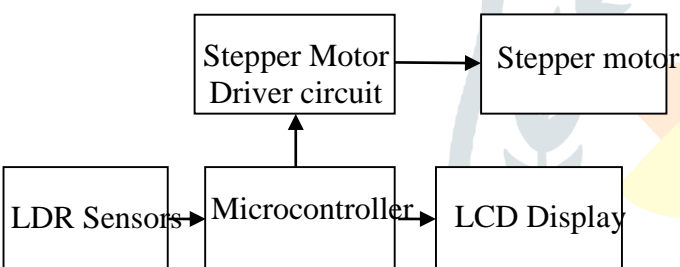 Stepper Motor
Driver circuit
Stepper motor
LDR Sensors
Microcontroller
LCD Display